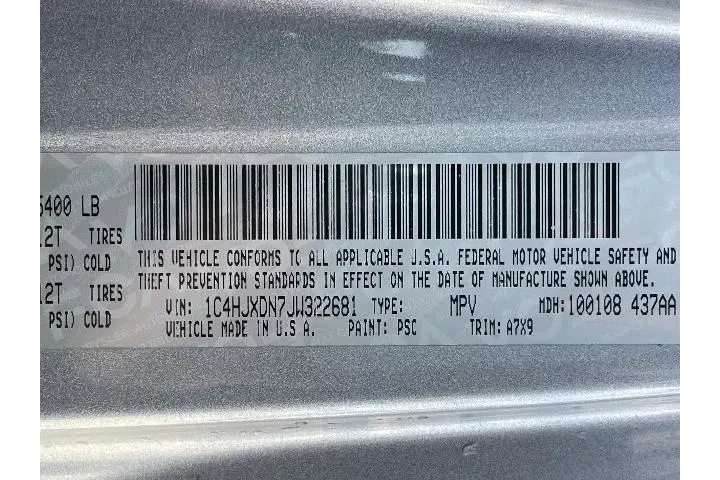 5400 LB
THIS VEHICLE CONFORMS TO ALL APPLICABLE U.S.A. FEDERAL MOTOR VEHICLE SAFETY AND
THEFT PREVENTION STANDARDS IN EFFECT ON THE DATE OF MANUFACTURE SHOWN ABOVE.
VIN: 1C4HJXDN7JW322681 TYPE: MPV MDH:100108 437AA
VEHICLE MADE IN U.S.A. PAINT: PSC TRIM: A7X9
2T TIRES
PSI) COLD
2T TIRES
PSI) COLD